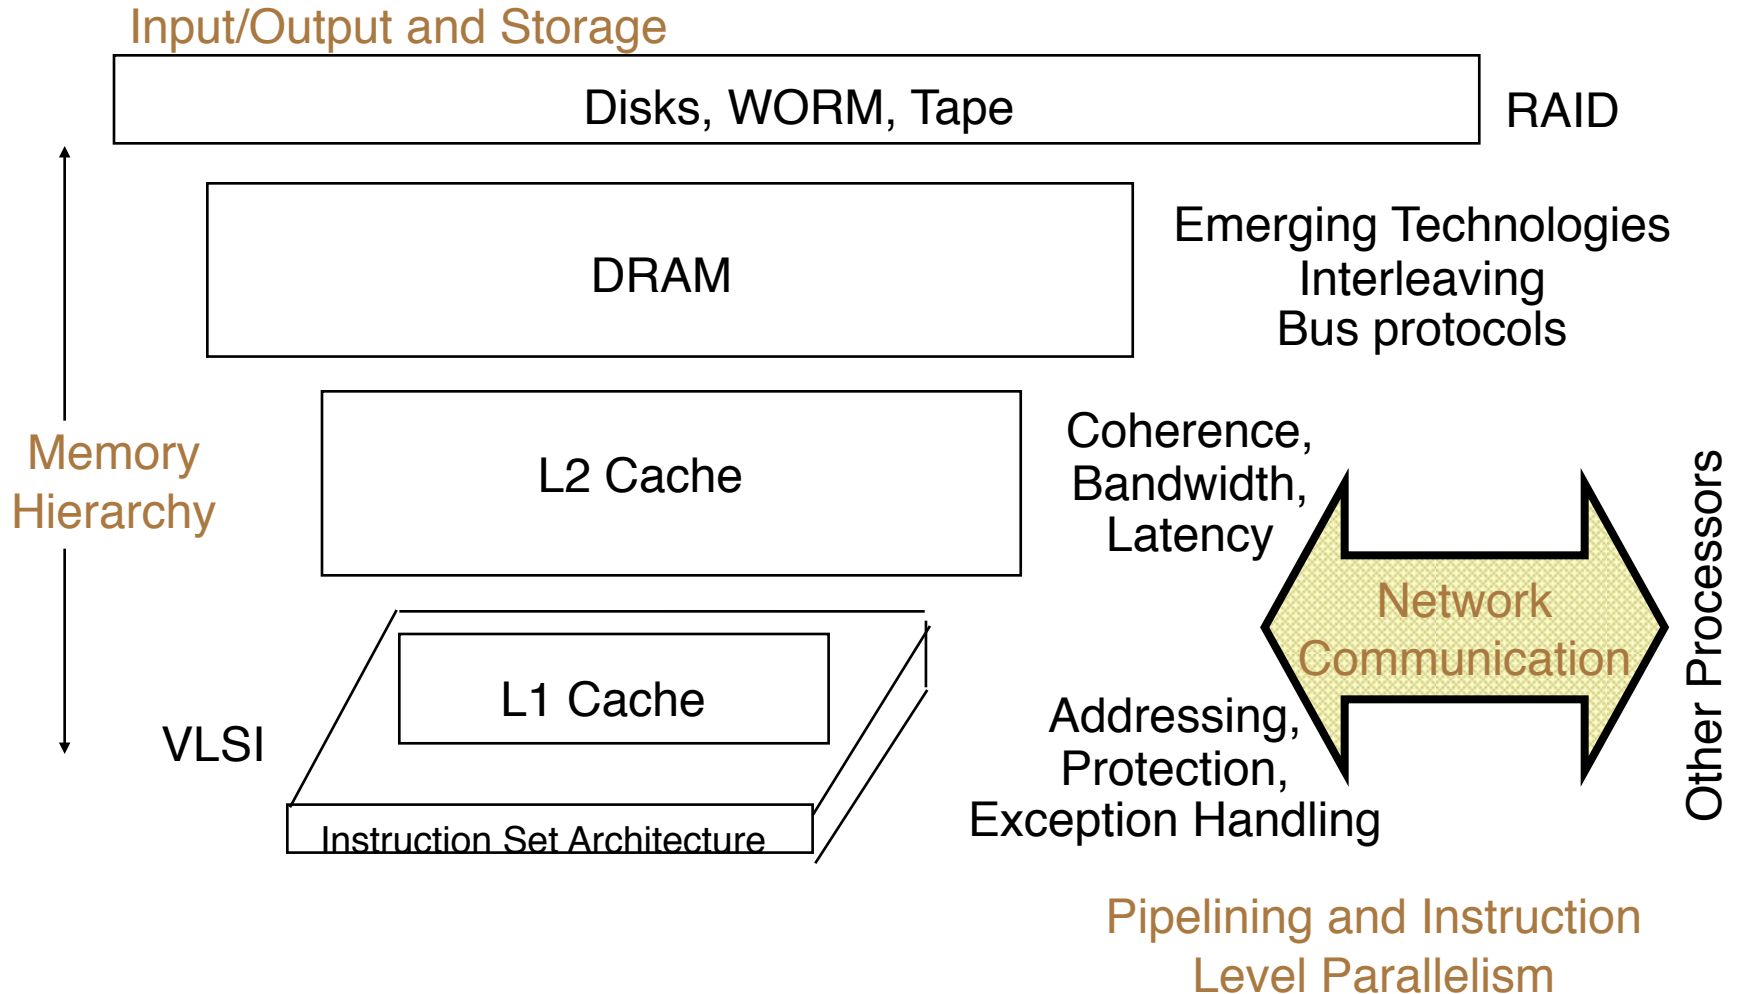 Input/Output and Storage
Disks, WORM, Tape
RAID
DRAM
Emerging Technologies
Interleaving
Bus protocols
Memory
Hierarchy
L2 Cache
Coherence,
Bandwidth,
Latency
Network
Communication
Other Processors
L1 Cache
VLSI
Addressing,
Protection,
Exception Handling
Instruction Set Architecture
Pipelining and Instruction
Level Parallelism